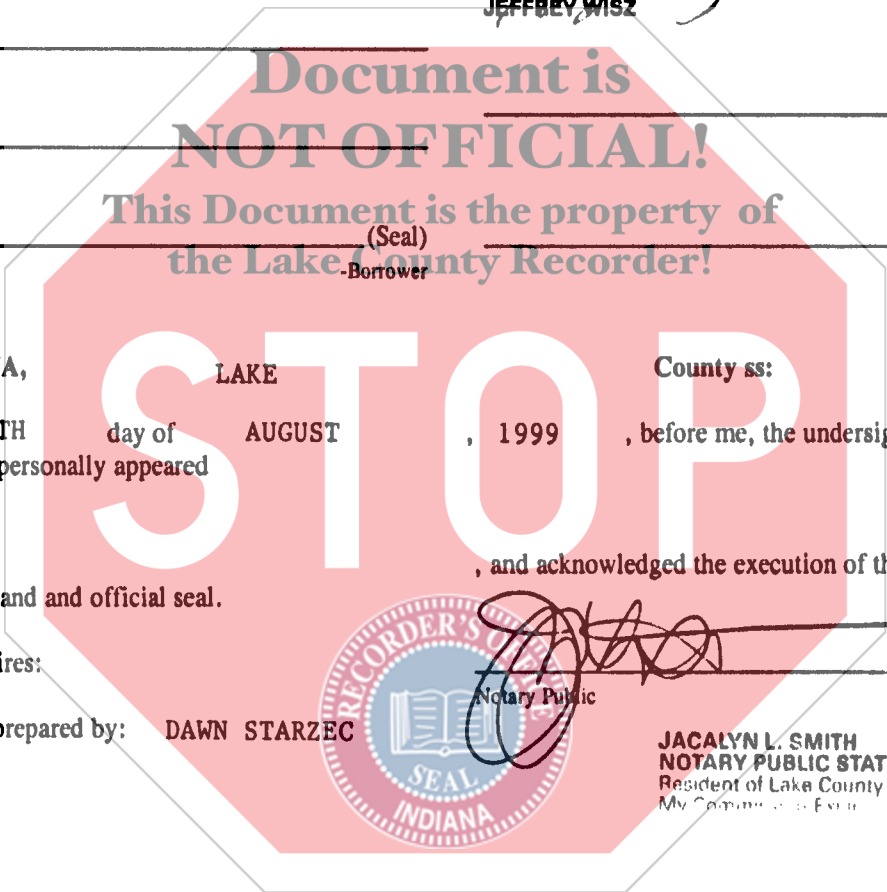 JEFFREY WISZ
Document is
NOT OFFICIAL!
This Document is the property of
the Lake County Recorder!
(Seal)
-Borrower
STOP
A, LAKE County ss:
TH day of AUGUST , 1999 , before me, the undersig
personally appeared
, and acknowledged the execution of th
and and official seal.
ires:
Notary Public
prepared by: DAWN STARZEC
RECORDER'S OFFICE
SEAL
INDIANA
JACALYN L. SMITH
NOTARY PUBLIC STAT
Resident of Lake County
My